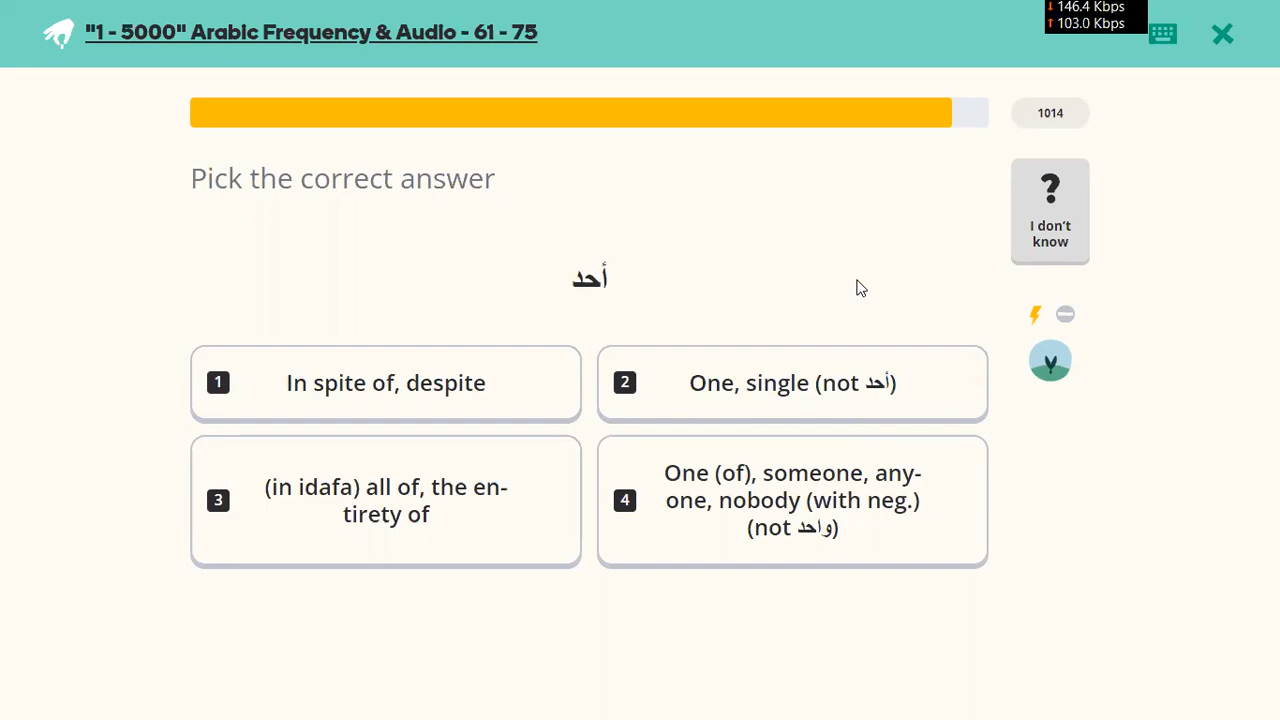 "1 - 5000" Arabic Frequency & Audio - 61 - 75
↓ 146.4 Kbps
↑ 103.0 Kbps
1014
Pick the correct answer
?
I don't
know
أحد
1 In spite of, despite
2 One, single (not أحد)
3 (in idafa) all of, the en-
tirety of
4 One (of), someone, any-
one, nobody (with neg.)
(not واحد)